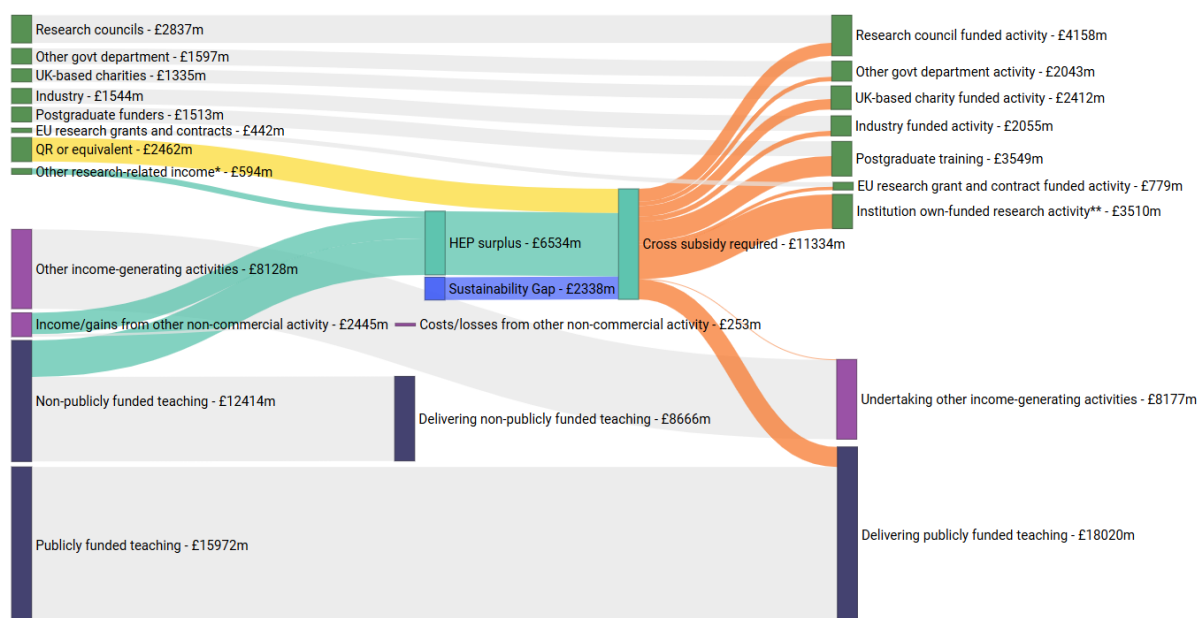 Research councils - £2837m
Other govt department - £1597m
UK-based charities - £1335m
Industry - £1544m
Postgraduate funders - £1513m
EU research grants and contracts - £442m
QR or equivalent - £2462m
Other research-related income* - £594m
Other income-generating activities - £8128m
Income/gains from other non-commercial activity - £2445m
Non-publicly funded teaching - £12414m
Publicly funded teaching - £15972m
HEP surplus - £6534m
Sustainability Gap - £2338m
Costs/losses from other non-commercial activity - £253m
Delivering non-publicly funded teaching - £8666m
Cross subsidy required - £11334m
Research council funded activity - £4158m
Other govt department activity - £2043m
UK-based charity funded activity - £2412m
Industry funded activity - £2055m
Postgraduate training - £3549m
EU research grant and contract funded activity - £779m
Institution own-funded research activity** - £3510m
Undertaking other income-generating activities - £8177m
Delivering publicly funded teaching - £18020m